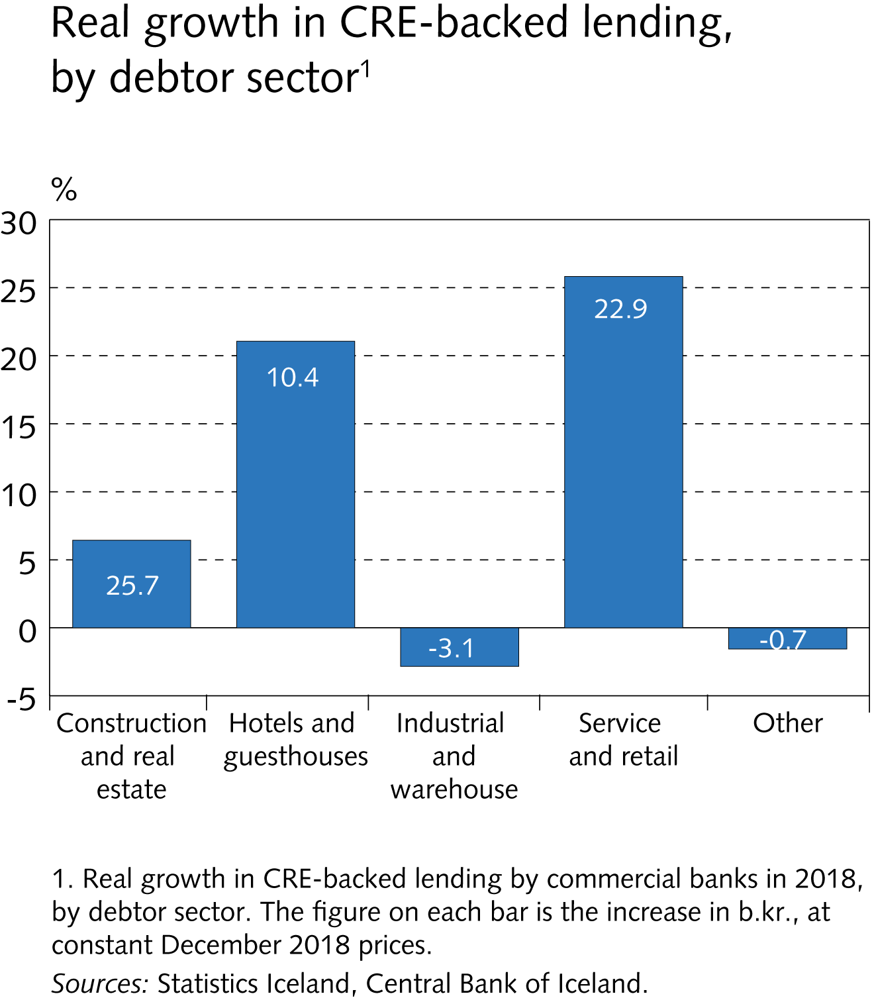 Real growth in CRE-backed lending,
by debtor sector¹
%
30
25
20
15
10
5
0
-5
25.7
10.4
-3.1
22.9
-0.7
Construction
and real
estate
Hotels and
guesthouses
Industrial
and
warehouse
Service
and retail
Other
1. Real growth in CRE-backed lending by commercial banks in 2018,
by debtor sector. The figure on each bar is the increase in b.kr., at
constant December 2018 prices.
Sources: Statistics Iceland, Central Bank of Iceland.